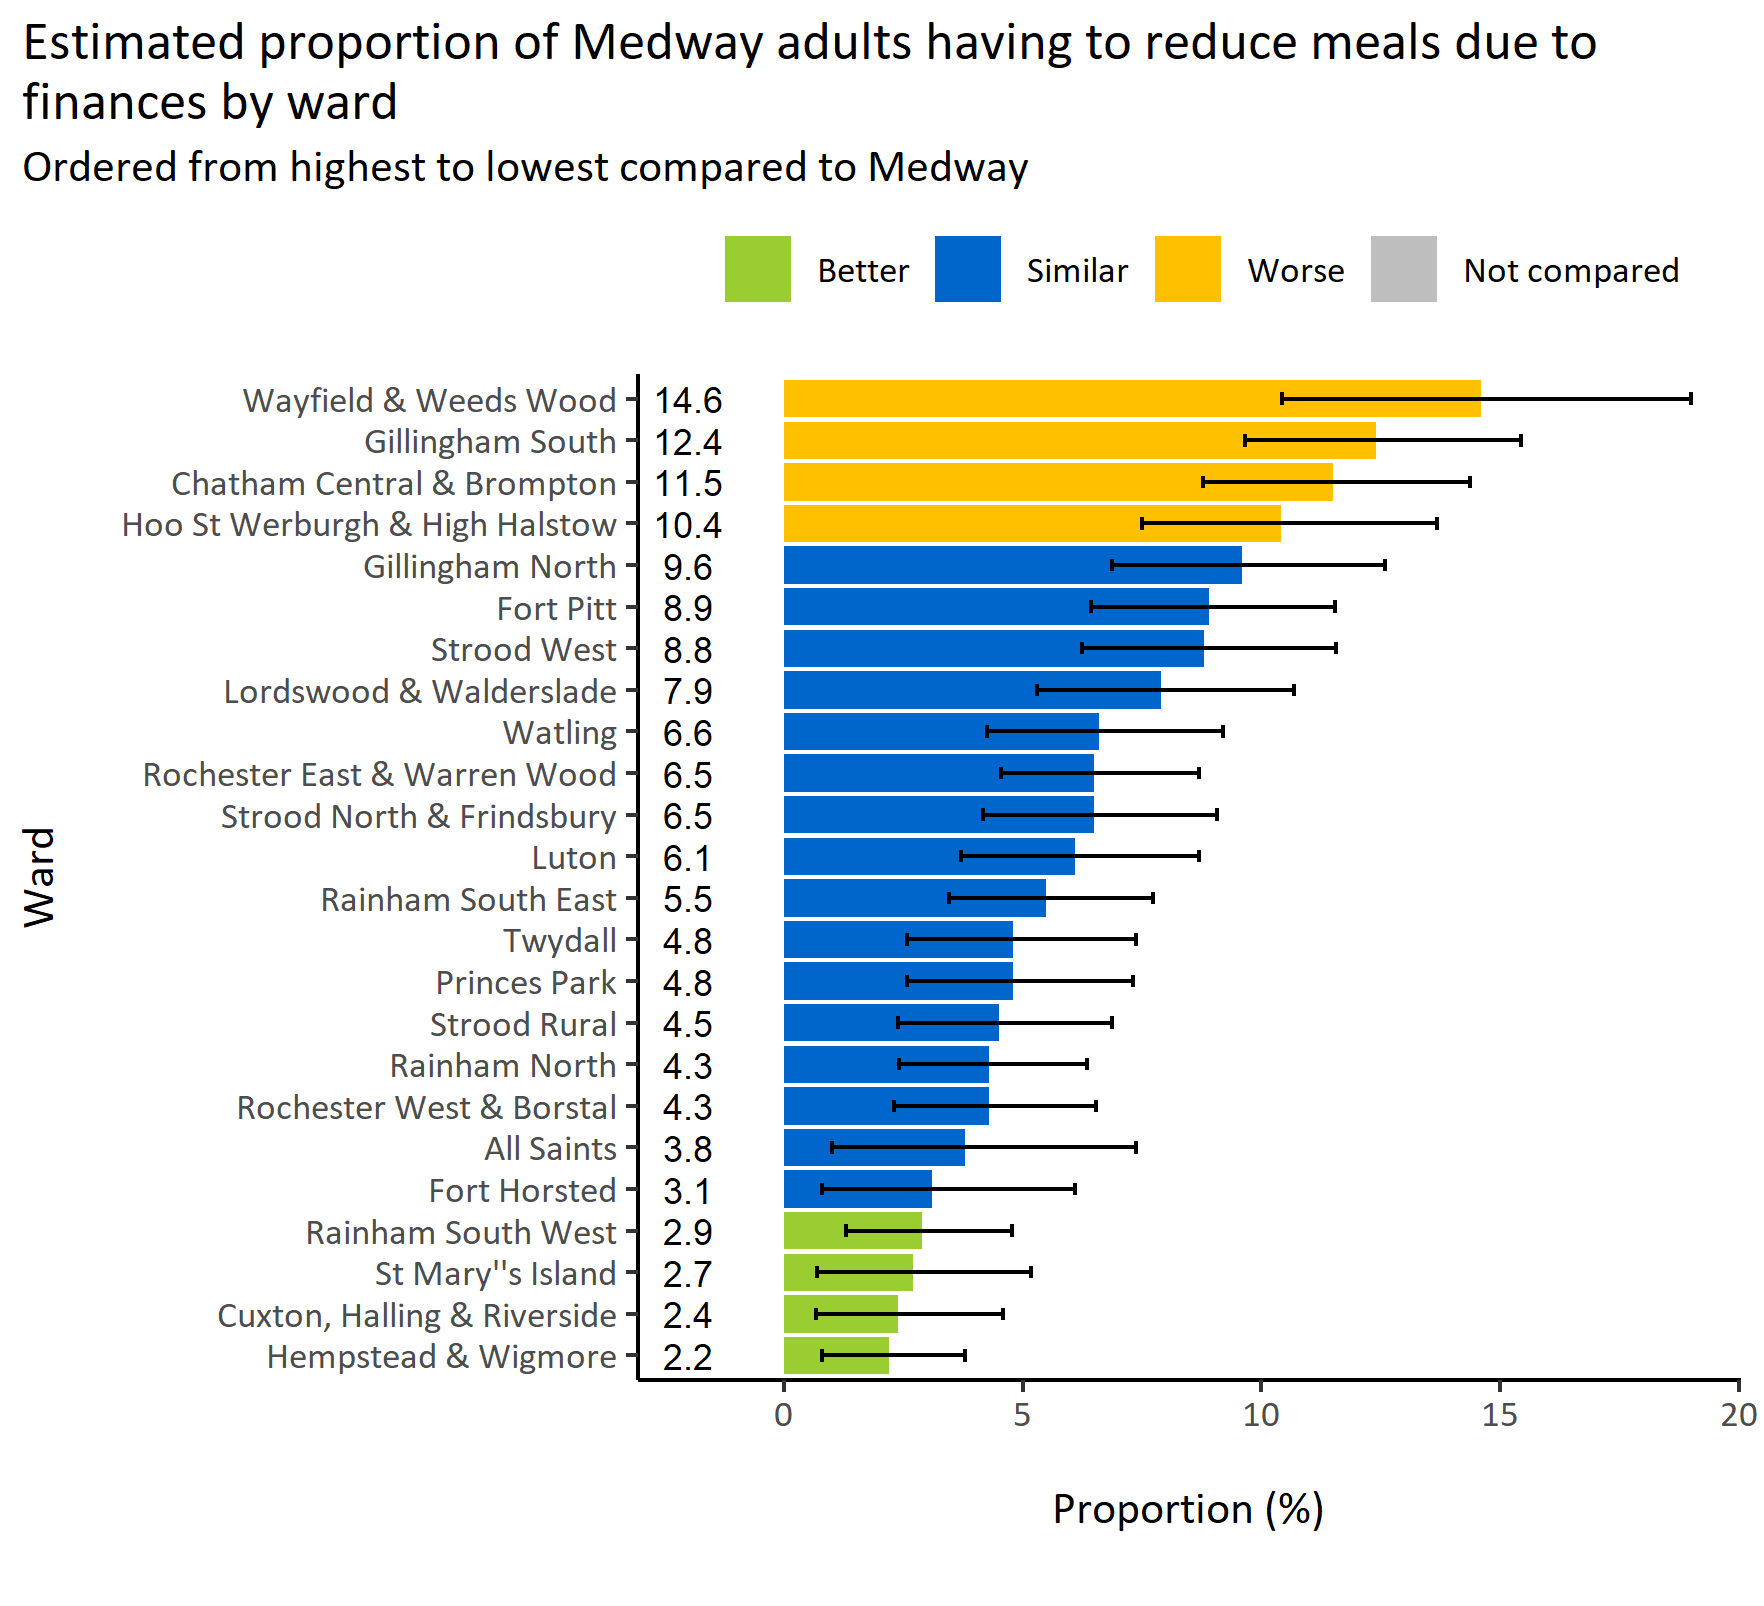 Estimated proportion of Medway adults having to reduce meals due to
finances by ward
Ordered from highest to lowest compared to Medway
Better Similar Worse Not compared
Wayfield & Weeds Wood 14.6
Gillingham South 12.4
Chatham Central & Brompton 11.5
Hoo St Werburgh & High Halstow 10.4
Gillingham North 9.6
Fort Pitt 8.9
Strood West 8.8
Lordswood & Walderslade 7.9
Watling 6.6
Rochester East & Warren Wood 6.5
Strood North & Frindsbury 6.5
Luton 6.1
Rainham South East 5.5
Twydall 4.8
Princes Park 4.8
Strood Rural 4.5
Rainham North 4.3
Rochester West & Borstal 4.3
All Saints 3.8
Fort Horsted 3.1
Rainham South West 2.9
St Mary''s Island 2.7
Cuxton, Halling & Riverside 2.4
Hempstead & Wigmore 2.2
Ward
0 5 10 15 20
Proportion (%)